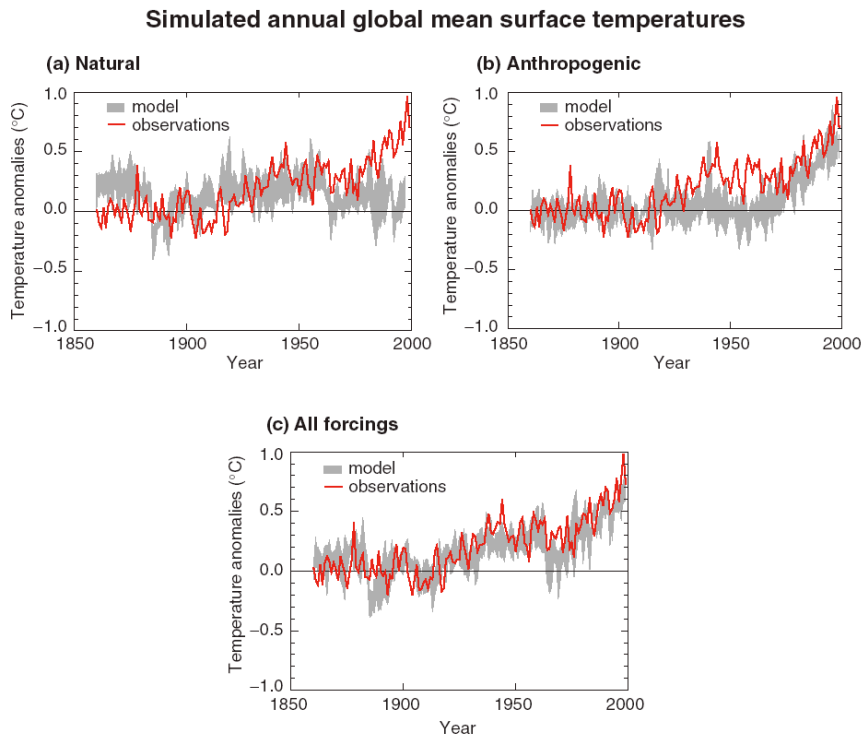 Simulated annual global mean surface temperatures
(a) Natural
Temperature anomalies (°C)
1.0
0.5
0.0
−0.5
−1.0
model
observations
1850
1900
1950
2000
Year
(b) Anthropogenic
Temperature anomalies (°C)
1.0
0.5
0.0
−0.5
−1.0
model
observations
1850
1900
1950
2000
Year
(c) All forcings
Temperature anomalies (°C)
1.0
0.5
0.0
−0.5
−1.0
model
observations
1850
1900
1950
2000
Year